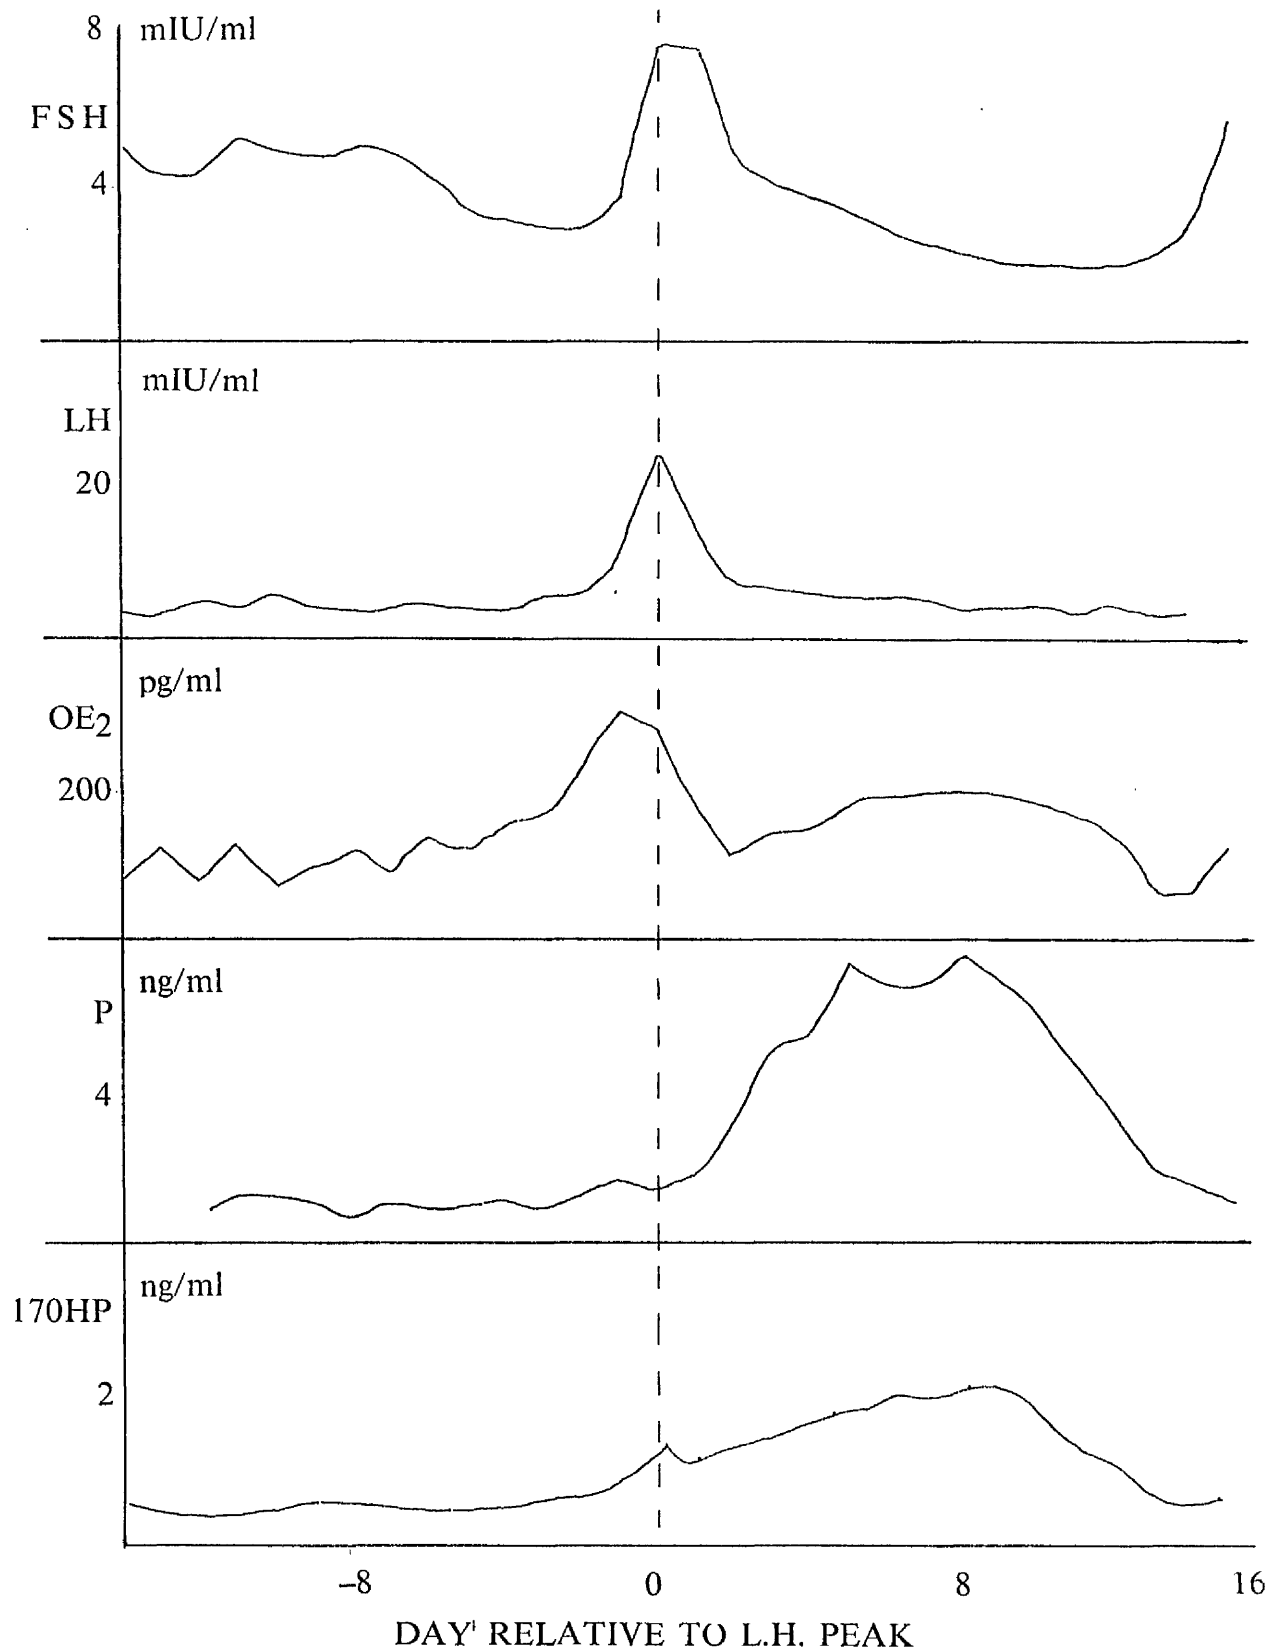 8 mIU/ml
FSH
4
mIU/ml
LH
20
pg/ml
OE2
200
ng/ml
P
4
ng/ml
170HP
2
-8 0 8 16
DAY' RELATIVE TO L.H. PEAK